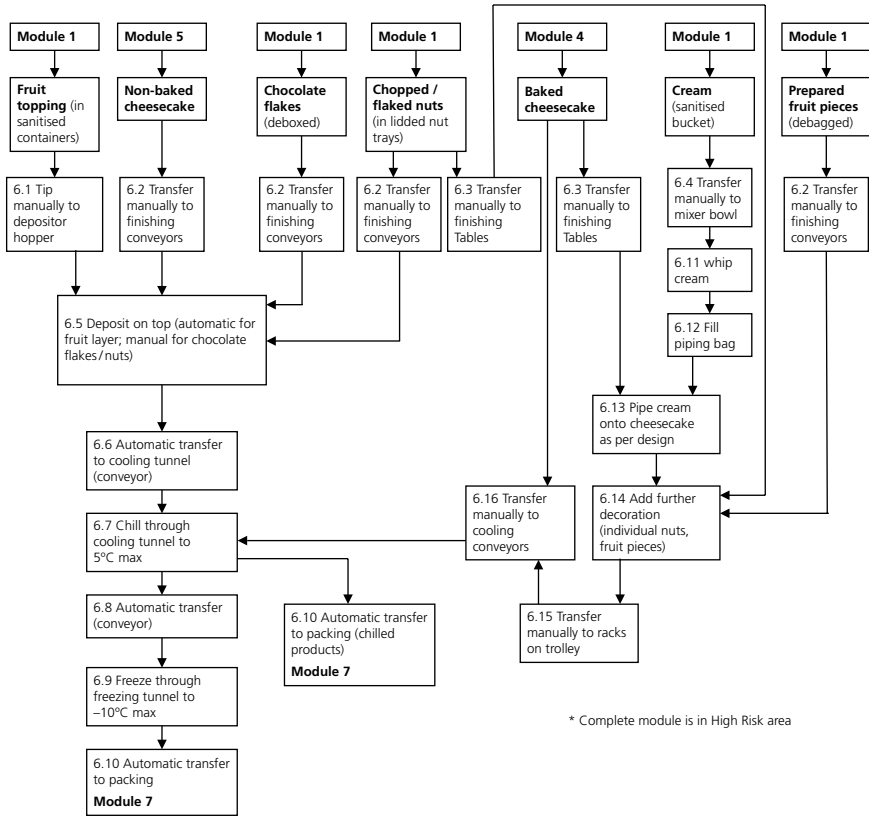 Module 1
Module 5
Module 1
Module 1
Module 4
Module 1
Module 1
Fruit
topping (in
sanitised
containers)
Non-baked
cheesecake
Chocolate
flakes
(deboxed)
Chopped /
flaked nuts
(in lidded nut
trays)
Baked
cheesecake
Cream
(sanitised
bucket)
Prepared
fruit pieces
(debagged)
6.1 Tip
manually to
depositor
hopper
6.2 Transfer
manually to
finishing
conveyors
6.2 Transfer
manually to
finishing
conveyors
6.2 Transfer
manually to
finishing
conveyors
6.3 Transfer
manually to
finishing
Tables
6.3 Transfer
manually to
finishing
Tables
6.4 Transfer
manually to
mixer bowl
6.2 Transfer
manually to
finishing
conveyors
6.11 whip
cream
6.12 Fill
piping bag
6.5 Deposit on top (automatic for
fruit layer; manual for chocolate
flakes/nuts)
6.13 Pipe cream
onto cheesecake
as per design
6.6 Automatic transfer
to cooling tunnel
(conveyor)
6.16 Transfer
manually to
cooling
conveyors
6.14 Add further
decoration
(individual nuts,
fruit pieces)
6.7 Chill through
cooling tunnel to
5ºC max
6.8 Automatic transfer
(conveyor)
6.10 Automatic transfer
to packing (chilled
products)
Module 7
6.15 Transfer
manually to racks
on trolley
6.9 Freeze through
freezing tunnel to
–10ºC max
* Complete module is in High Risk area
6.10 Automatic transfer
to packing
Module 7